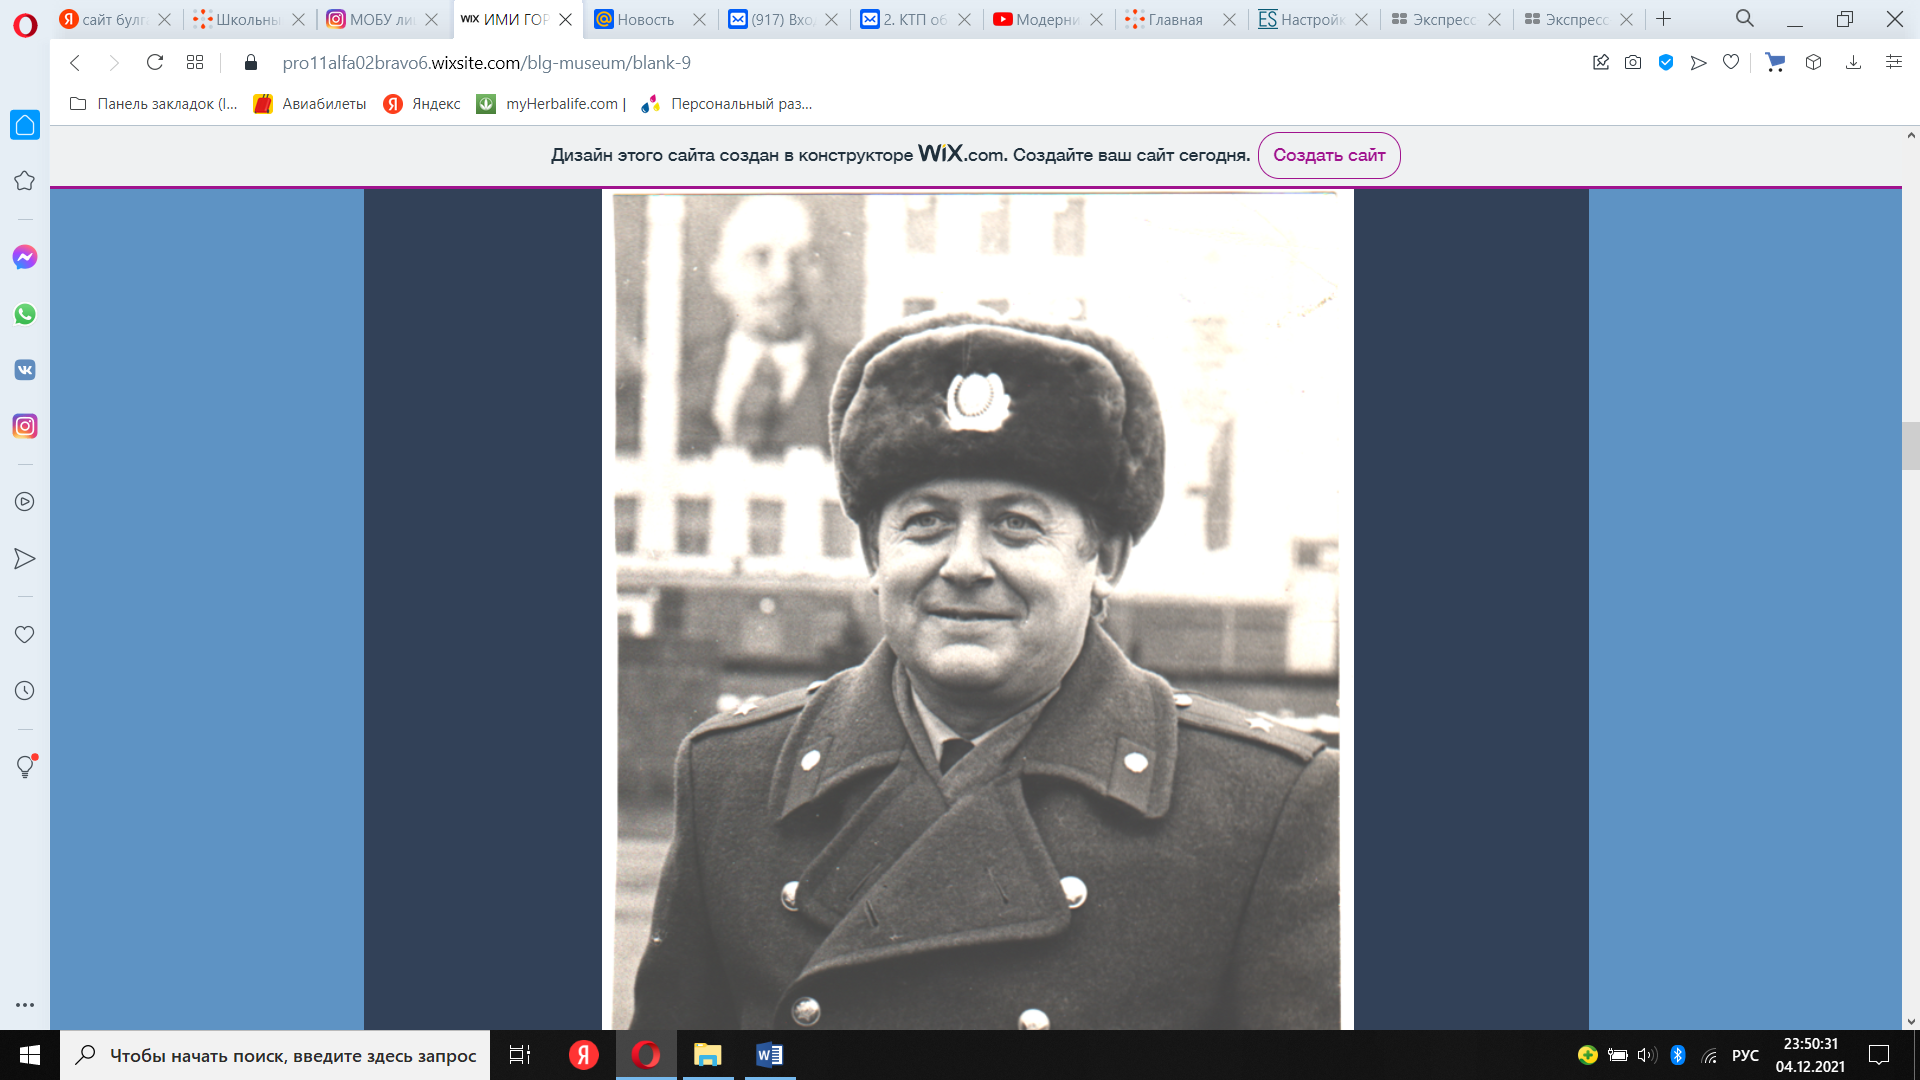 сайт булга
Школьны
МОБУ ли
WiX ИМИ ГОР
Новость
(917) Вхо
2. КТП об
Модерни
Главная
ES Настройк
Экспресс
Экспресс
pro11alfa02bravo6.wixsite.com/blg-museum/blank-9
Панель закладок (I...
Авиабилеты
Я Яндекс
myHerbalife.com |
Персональный раз...
Дизайн этого сайта создан в конструкторе WiX.com. Создайте ваш сайт сегодня.
Создать сайт
Чтобы начать поиск, введите здесь запрос
Я
W
РУС
23:50:31
04.12.2021